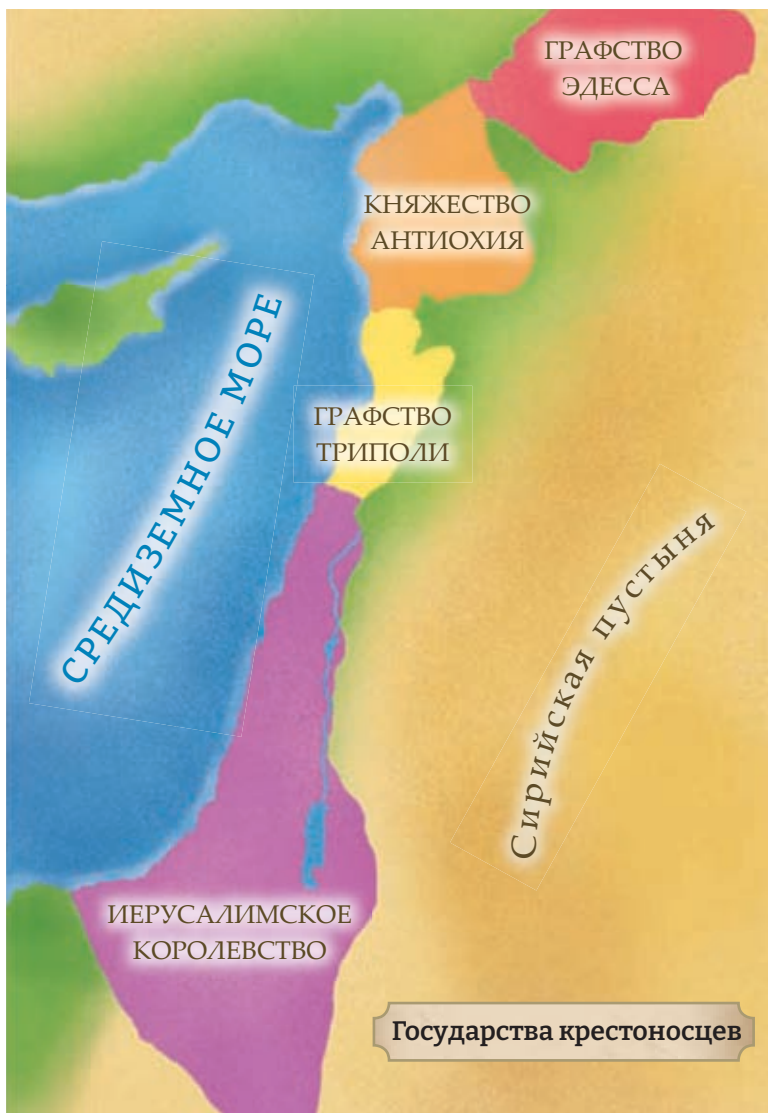 ГРАФСТВО
ЭДЕССА
КНЯЖЕСТВО
АНТИОХИЯ
СРЕДИЗЕМНОЕ МОРЕ
ГРАФСТВО
ТРИПОЛИ
Сирийская пустыня
ИЕРУСАЛИМСКОЕ
КОРОЛЕВСТВО
Государства крестоносцев